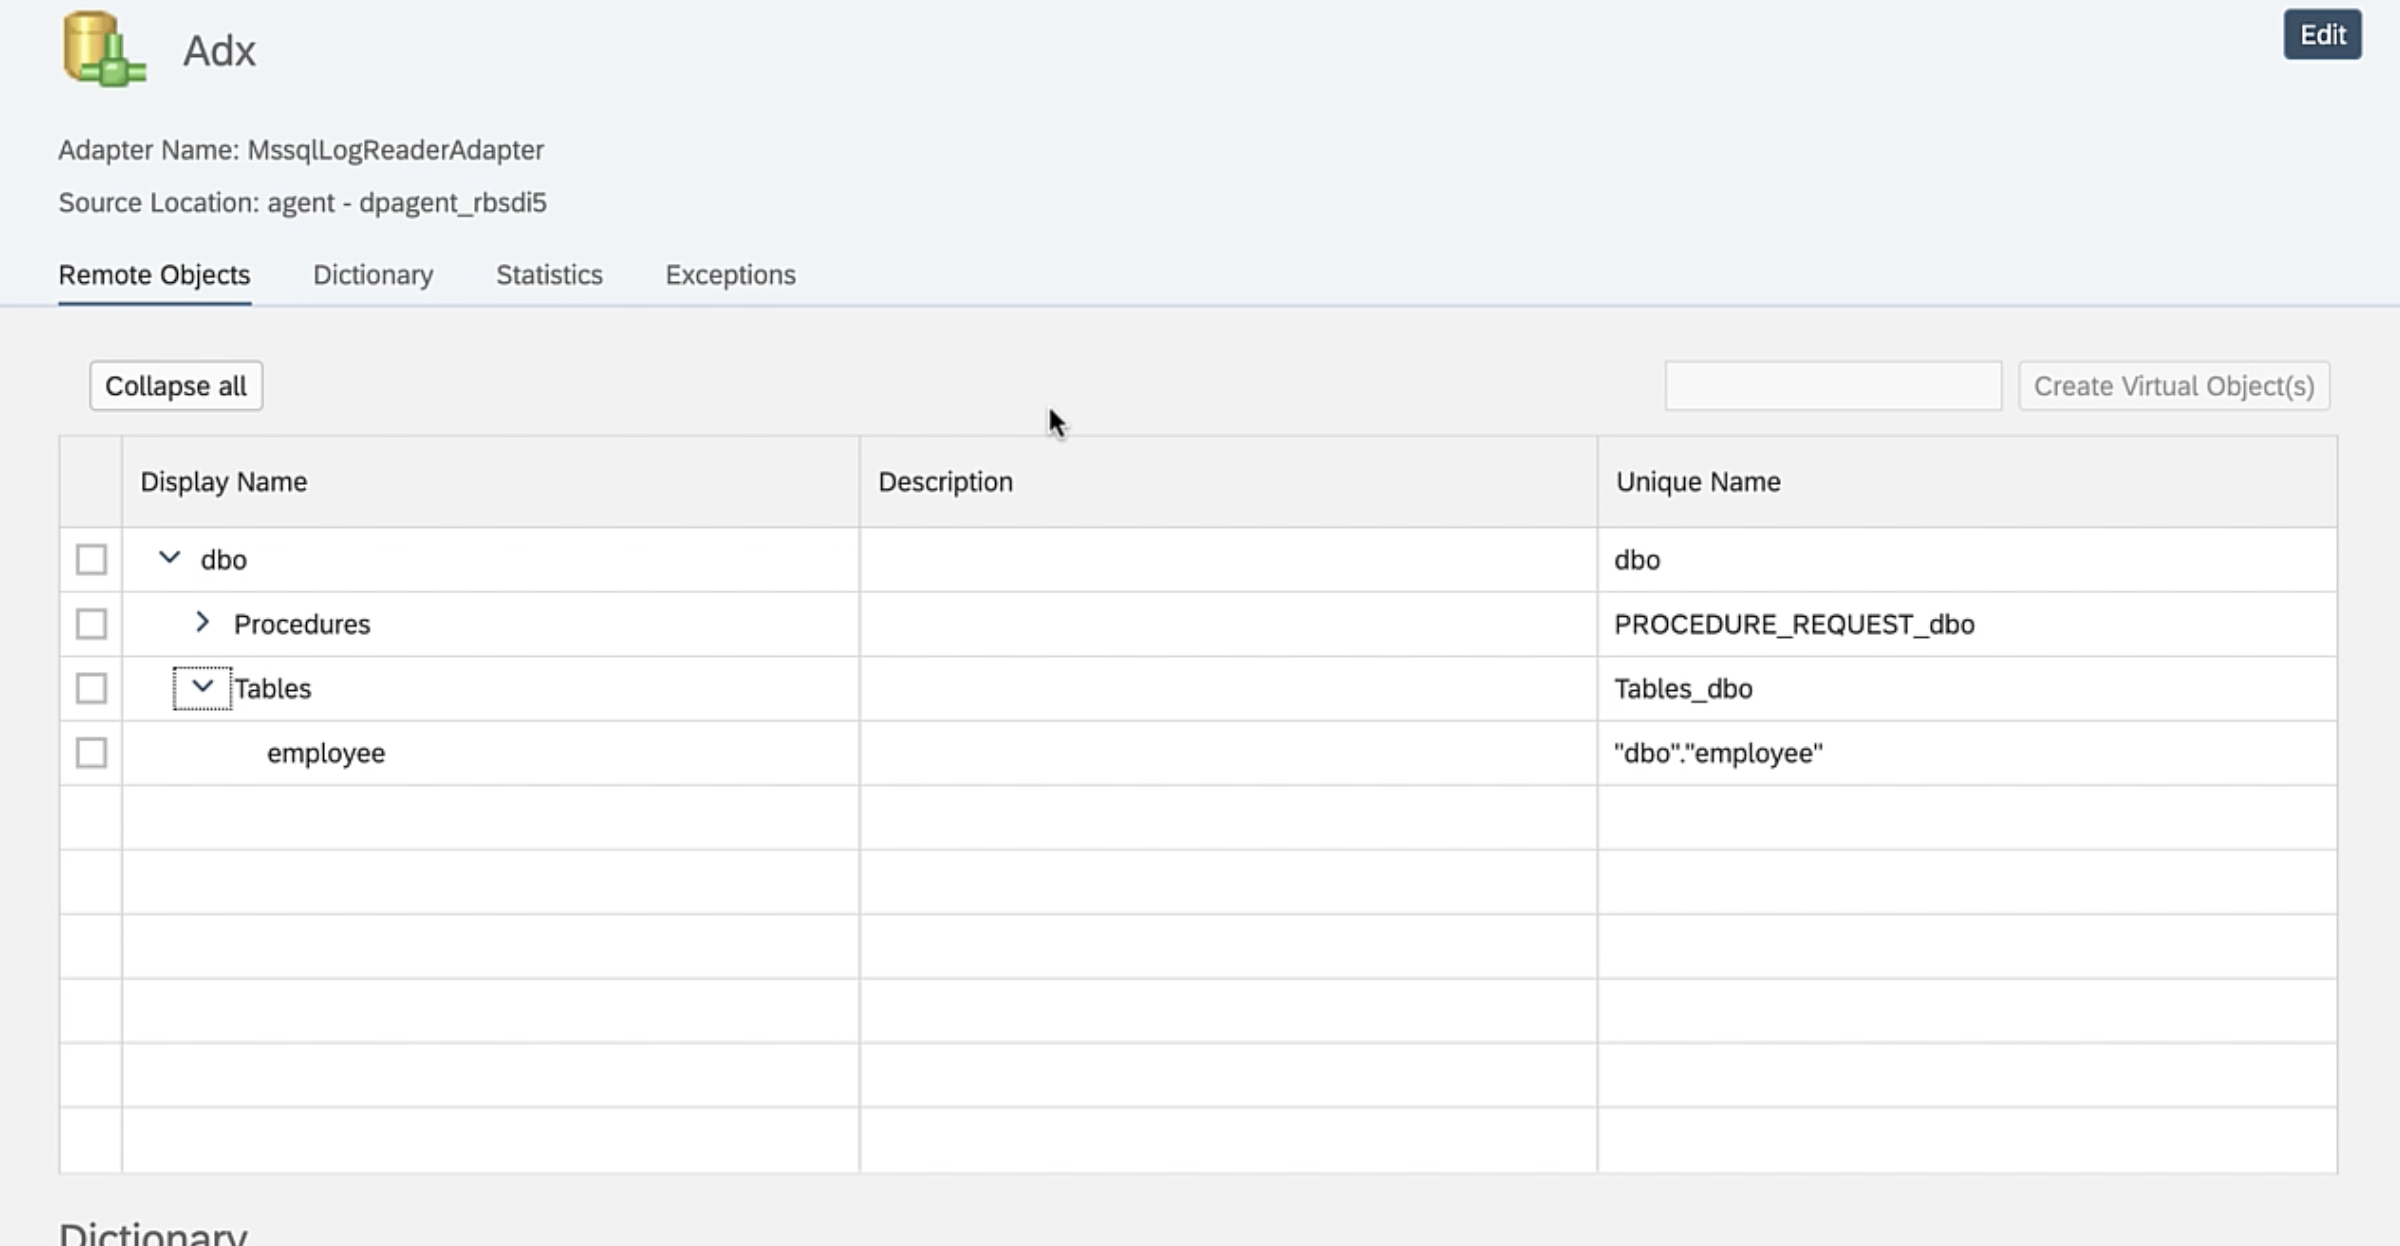 Adx
Edit
Adapter Name: MssqlLogReaderAdapter
Source Location: agent - dpagent_rbsdi5
Remote Objects Dictionary Statistics Exceptions
Collapse all Create Virtual Object(s)
Display Name Description Unique Name
dbo dbo
Procedures PROCEDURE_REQUEST_dbo
Tables Tables_dbo
employee "dbo"."employee"
Dictionary